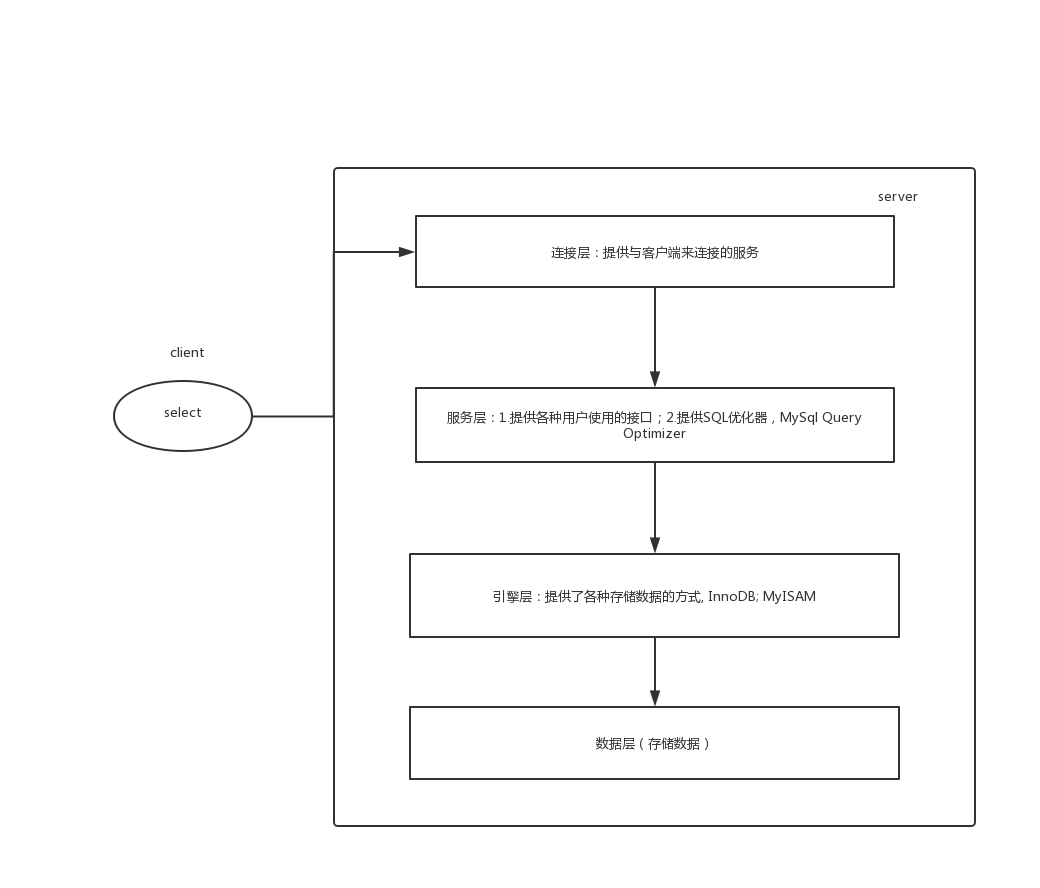 server
连接层：提供与客户端来连接的服务
client
select
服务层：1.提供各种用户使用的接口；2.提供SQL优化器，MySql Query
Optimizer
引擎层：提供了各种存储数据的方式, InnoDB; MyISAM
数据层（存储数据）